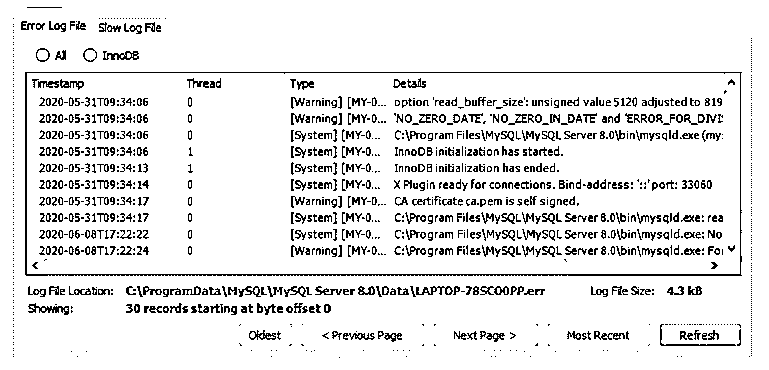 Error Log File Slow Log File
All InnoDB
Timestamp Thread Type Details
2020-05-31T09:34:06 0 [Warning] [MY-0... option 'read_buffer_size': unsigned value 5120 adjusted to 819
2020-05-31T09:34:06 0 [Warning] [MY-0... 'NO_ZERO_DATE', 'NO_ZERO_IN_DATE' and 'ERROR_FOR_DIVI
2020-05-31T09:34:06 0 [System] [MY-0... C:\Program Files\MySQL\MySQL Server 8.0\bin\mysqld.exe (my:
2020-05-31T09:34:06 1 [System] [MY-0... InnoDB initialization has started.
2020-05-31T09:34:13 1 [System] [MY-0... InnoDB initialization has ended.
2020-05-31T09:34:14 0 [System] [MY-0... X Plugin ready for connections. Bind-address: '::' port: 33060
2020-05-31T09:34:17 0 [Warning] [MY-0... CA certificate ca.pem is self signed.
2020-05-31T09:34:17 0 [System] [MY-0... C:\Program Files\MySQL\MySQL Server 8.0\bin\mysqld.exe: rea
2020-06-08T17:22:22 0 [System] [MY-0... C:\Program Files\MySQL\MySQL Server 8.0\bin\mysqld.exe: No
2020-06-08T17:22:24 0 [Warning] [MY-0... C:\Program Files\MySQL\MySQL Server 8.0\bin\mysqld.exe: For
Log File Location: C:\ProgramData\MySQL\MySQL Server 8.0\Data\LAPTOP-78SCO0PP.err Log File Size: 4.3 kB
Showing: 30 records starting at byte offset 0
Oldest < Previous Page Next Page > Most Recent Refresh